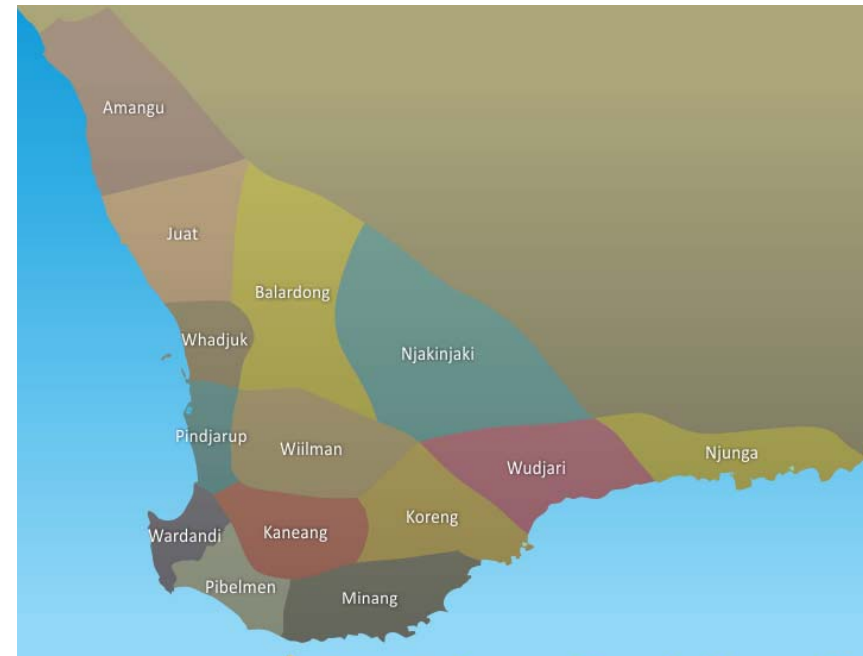 Amangu
Juat
Balardong
Whadjuk
Njakinjaki
Pindjarup
Wiilman
Njunga
Wudjari
Koreng
Wardandi
Kaneang
Pibelmen
Minang